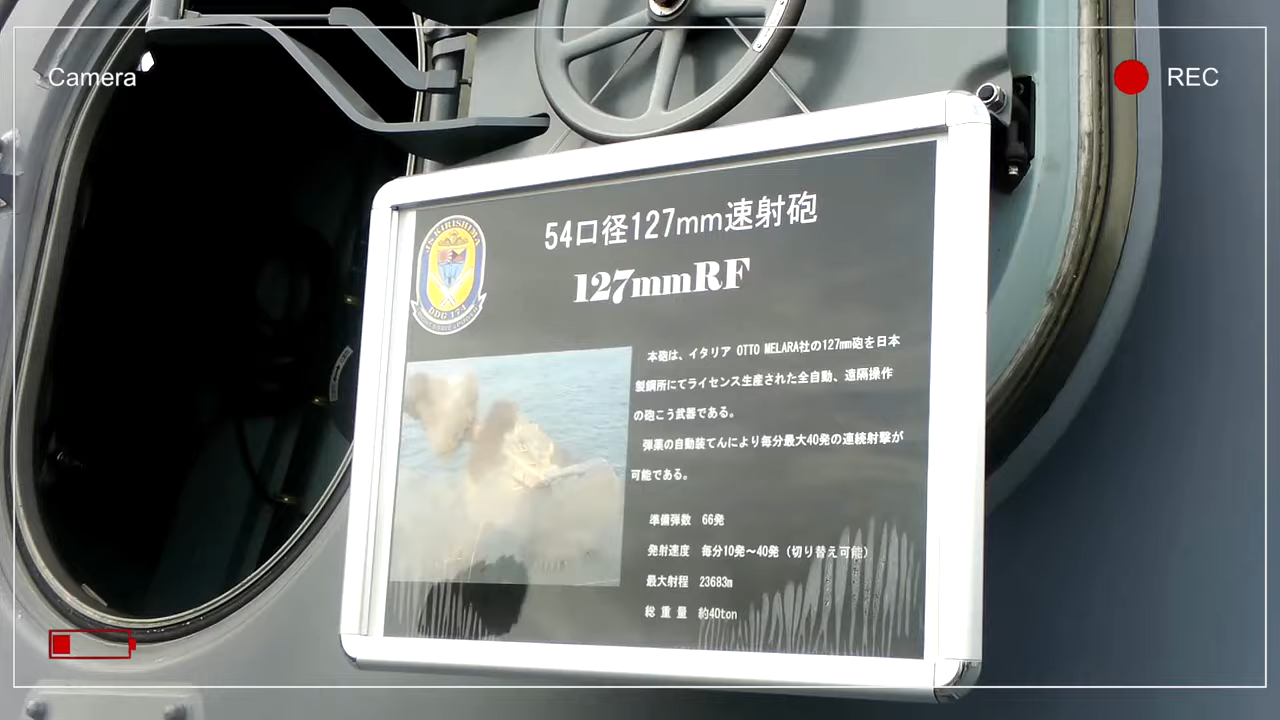 Camera
REC
J.S KIRISHIMA
DDG 174
54口径127mm速射砲
127mmRF
本砲は、イタリア OTTO MELARA社の127mm砲を日本
製鋼所にてライセンス生産された全自動、遠隔操作
の砲こう武器である。
弾薬の自動装てんにより毎分最大40発の連続射撃が
可能である。
準備弾数 66発
発射速度 毎分10発～40発（切り替え可能）
最大射程 23683m
総重量 約40ton